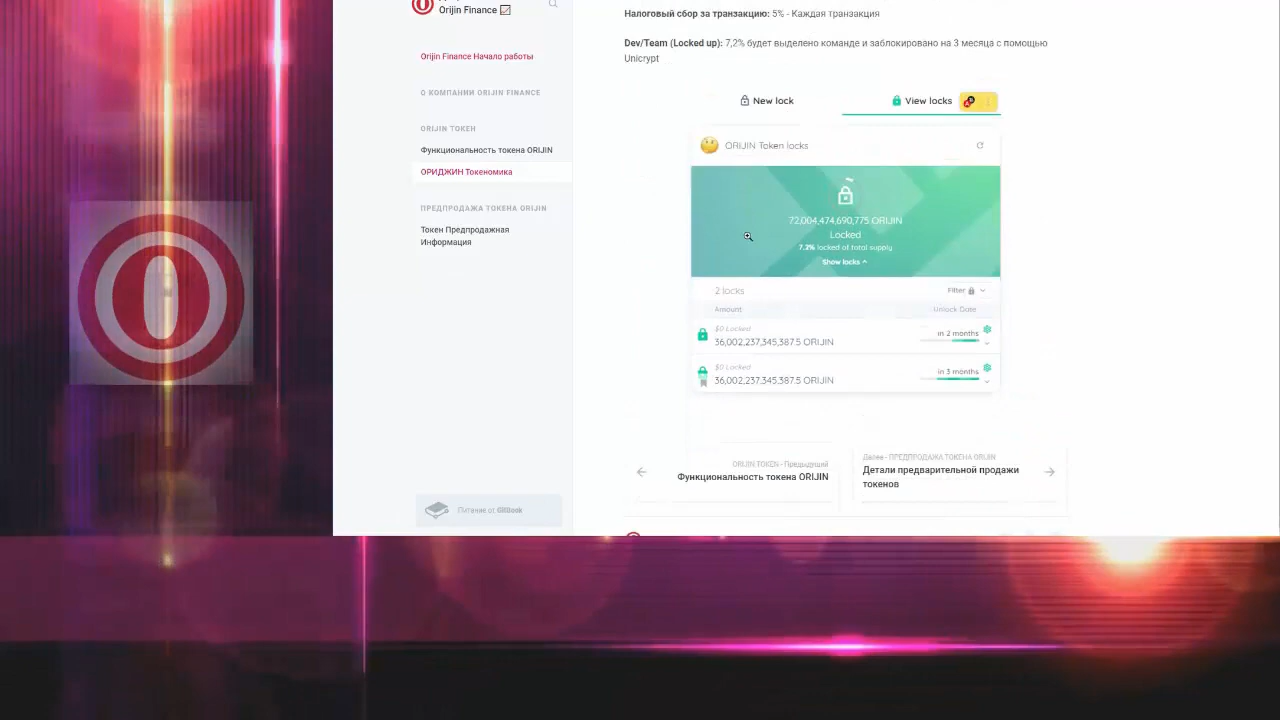 Orijin Finance
Orijin Finance Начало работы
О КОМПАНИИ ORIJIN FINANCE
ORIJIN ТОКЕН
Функциональность токена ORIJIN
ОРИДЖИН Токеномика
ПРЕДПРОДАЖА ТОКЕНА ORIJIN
Токен Предпродажная
Информация
Питание от GitBook
Налоговый сбор за транзакцию: 5% - Каждая транзакция
Dev/Team (Locked up): 7,2% будет выделено команде и заблокировано на 3 месяца с помощью
Unicrypt
New lock
View locks
ORIJIN Token locks
72,004,474,690,775 ORIJIN
Locked
7.2% locked of total supply
Show locks
2 locks
Filter
Amount
Unlock Date
$0 Locked
36,002,237,345,387.5 ORIJIN
in 2 months
$0 Locked
36,002,237,345,387.5 ORIJIN
in 3 months
ORIJIN ТОКЕН - Предыдущий
Функциональность токена ORIJIN
Далее - ПРЕДПРОДАЖА ТОКЕНА ORIJIN
Детали предварительной продажи
токенов